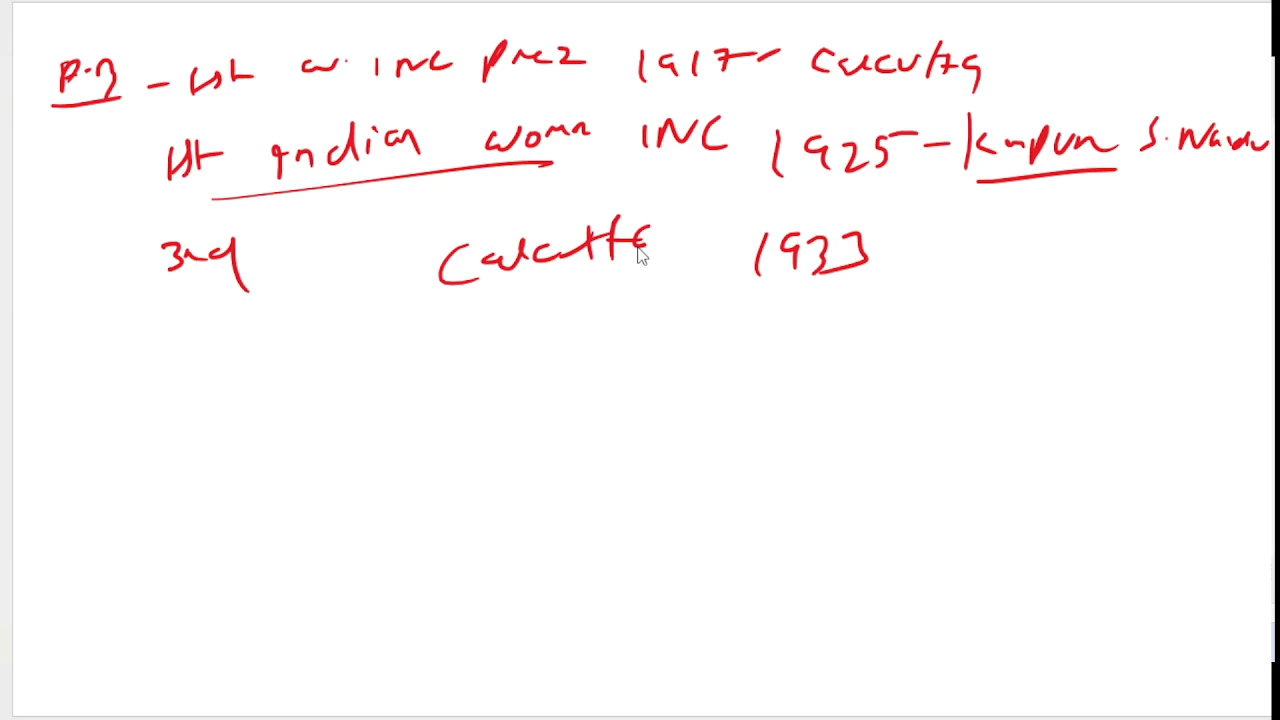 - 1st w. INC prez 1917 - Calcutta
1st Indian woman INC 1925 - Kanpur S. Naidu
3rd Calcutta 1933